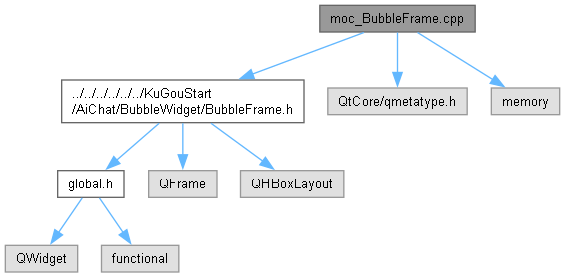 moc_BubbleFrame.cpp
../../../../../../KuGouStart
/AiChat/BubbleWidget/BubbleFrame.h
QtCore/qmetatype.h
memory
global.h
QFrame
QHBoxLayout
QWidget
functional